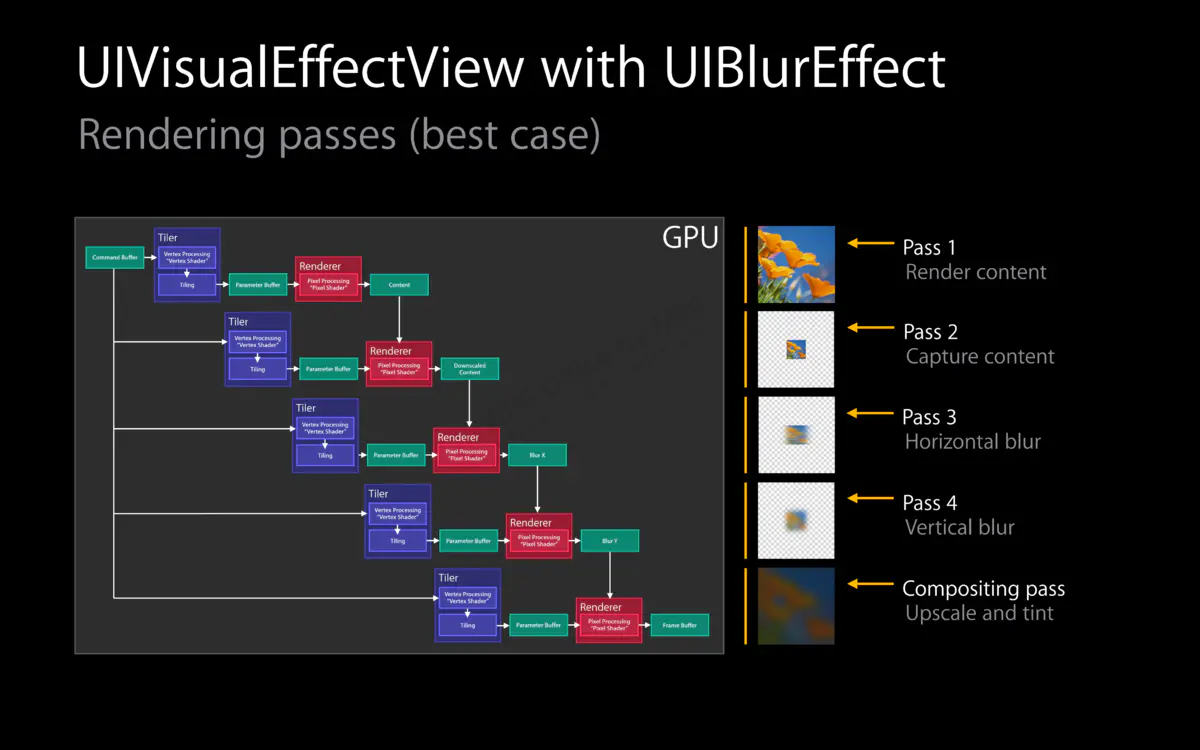 UIVisualEffectView with UIBlurEffect
Rendering passes (best case)
GPU
Command Buffer
Tiler
Vertex Processing
"Vertex Shader"
Tiling
Parameter Buffer
Renderer
Pixel Processing
"Pixel Shader"
Content
Tiler
Vertex Processing
"Vertex Shader"
Tiling
Parameter Buffer
Renderer
Pixel Processing
"Pixel Shader"
Downscaled
Content
Tiler
Vertex Processing
"Vertex Shader"
Tiling
Parameter Buffer
Renderer
Pixel Processing
"Pixel Shader"
Blur X
Tiler
Vertex Processing
"Vertex Shader"
Tiling
Parameter Buffer
Renderer
Pixel Processing
"Pixel Shader"
Blur Y
Tiler
Vertex Processing
"Vertex Shader"
Tiling
Parameter Buffer
Renderer
Pixel Processing
"Pixel Shader"
Frame Buffer
Pass 1
Render content
Pass 2
Capture content
Pass 3
Horizontal blur
Pass 4
Vertical blur
Compositing pass
Upscale and tint